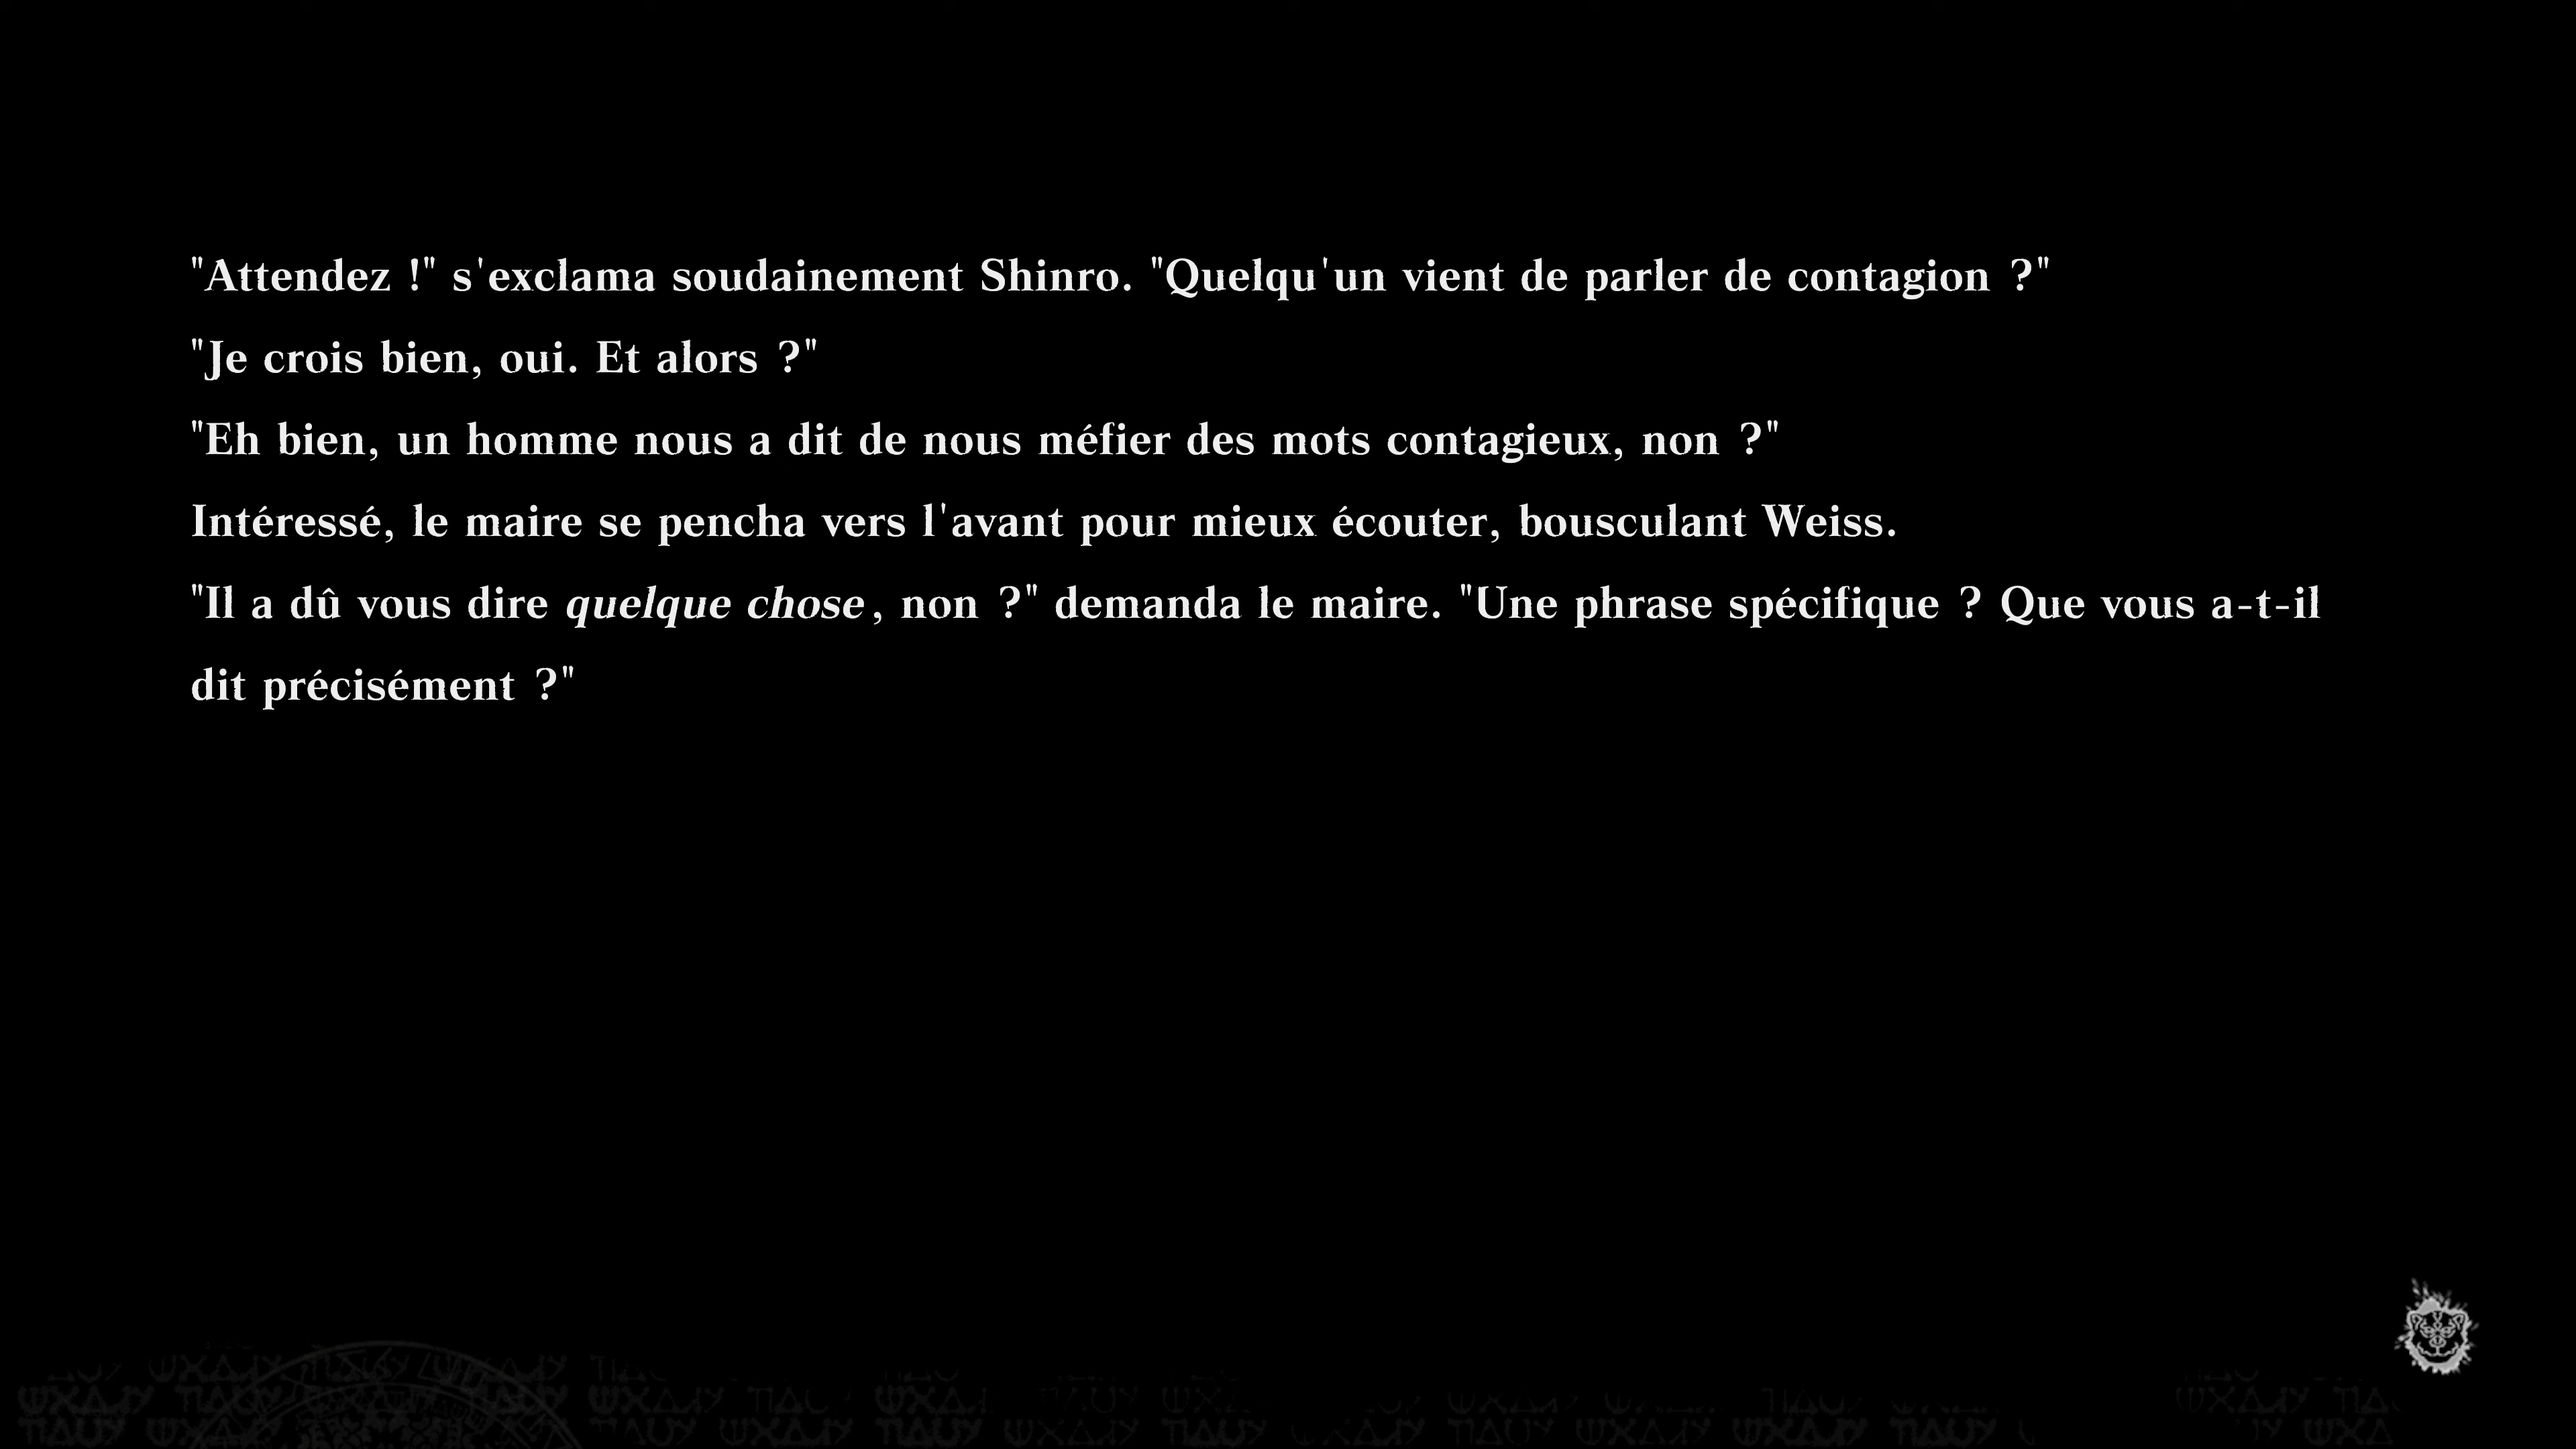 "Attendez !" s'exclama soudainement Shinro. "Quelqu'un vient de parler de contagion ?"
"Je crois bien, oui. Et alors ?"
"Eh bien, un homme nous a dit de nous méfier des mots contagieux, non ?"
Intéressé, le maire se pencha vers l'avant pour mieux écouter, bousculant Weiss.
"Il a dû vous dire quelque chose, non ?" demanda le maire. "Une phrase spécifique ? Que vous a-t-il
dit précisément ?"